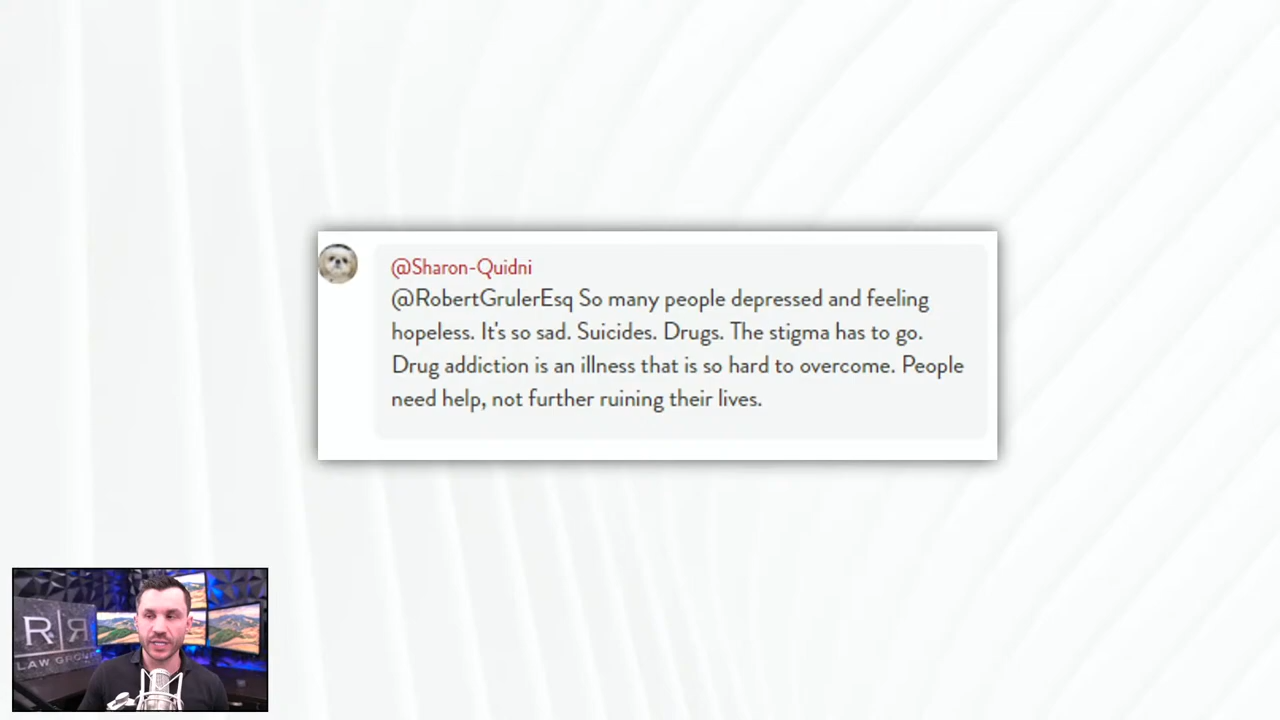 @Sharon-Quidni
@RobertGrulerEsq So many people depressed and feeling
hopeless. It's so sad. Suicides. Drugs. The stigma has to go.
Drug addiction is an illness that is so hard to overcome. People
need help, not further ruining their lives.
R|R
LAW GROUP